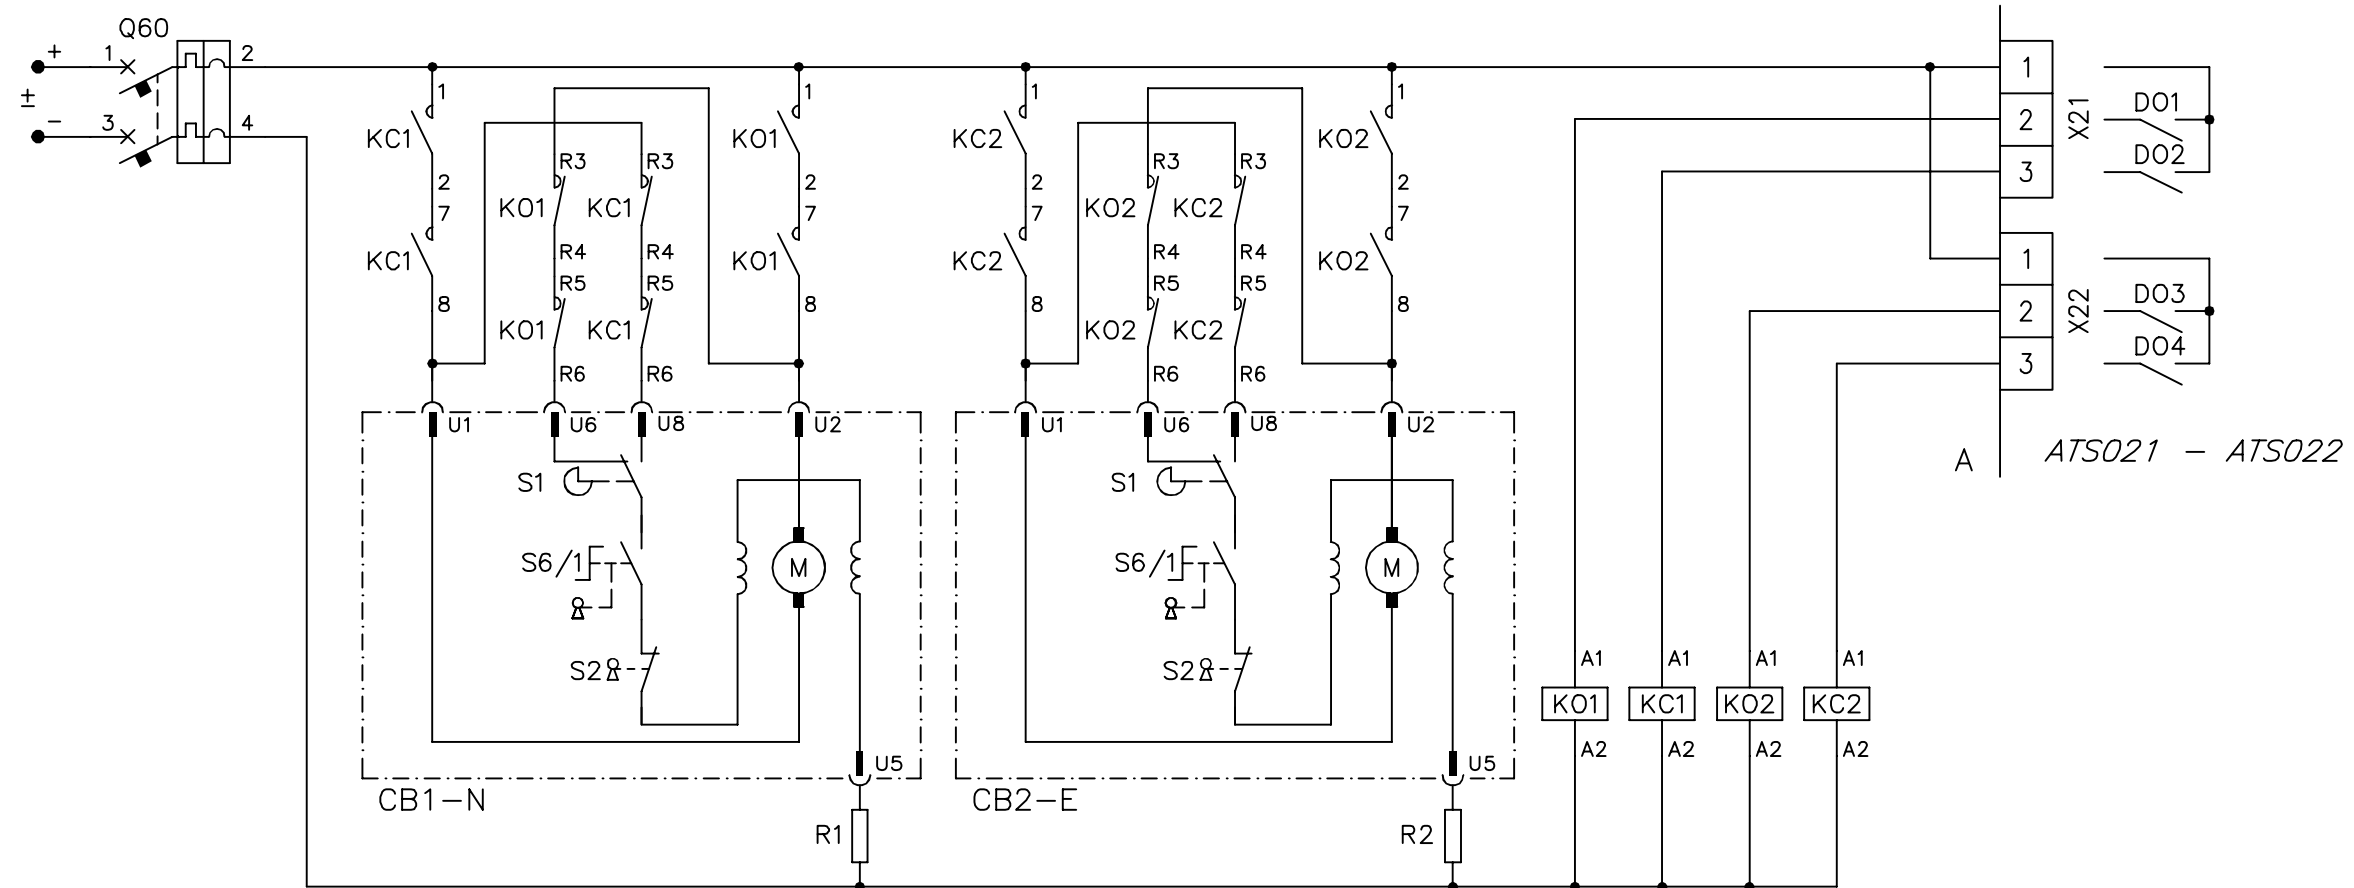 Q60
+ 1 2
±
− 3 4
1 1 1 1
KC1 KO1 KC2 KO2
R3 R3 R3 R3
2 2 2 2
7 7 7 7
KO1 KC1 KO2 KC2
R4 R4 R4 R4
KC1 KO1 KC2 KO2
R5 R5 R5 R5
8 8 8 8
KO1 KC1 KO2 KC2
R6 R6 R6 R6
U1 U6 U8 U2 U1 U6 U8 U2
S1 S1
S6/1 M S6/1 M
S2 S2
U5 U5
CB1-N CB2-E
R1 R2
1
2
3
X21
DO1
DO2
1
2
3
X22
DO3
DO4
A ATS021 - ATS022
A1 A1 A1 A1
KO1 KC1 KO2 KC2
A2 A2 A2 A2